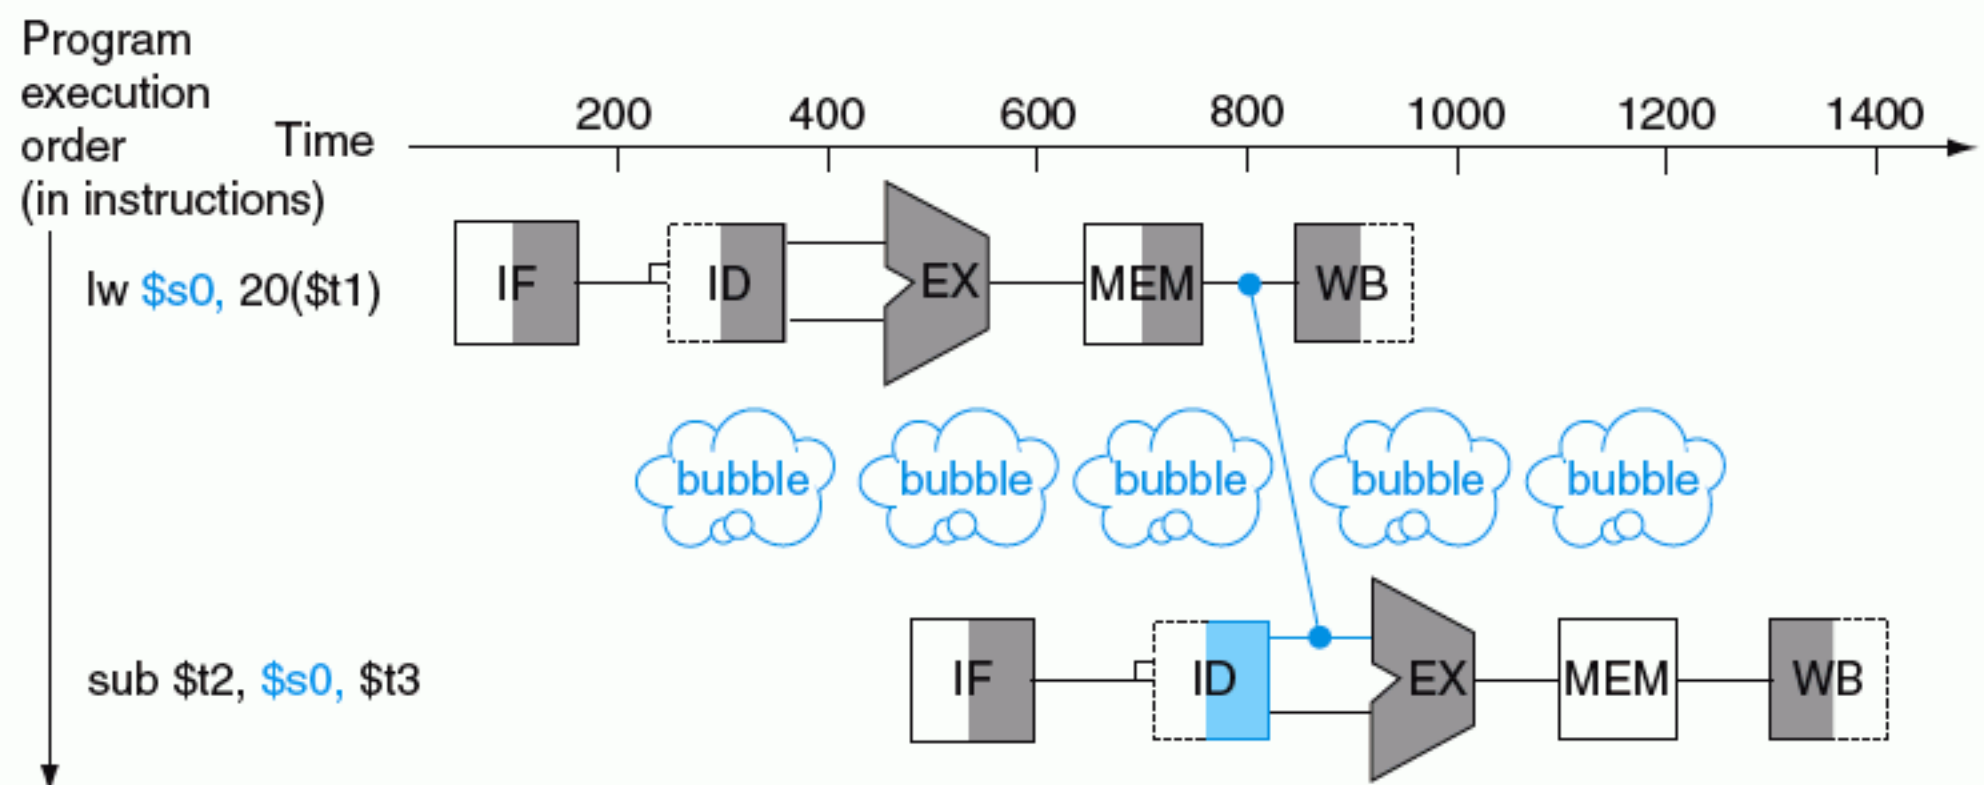 Program
execution
order
(in instructions)
Time
200 400 600 800 1000 1200 1400
lw $s0, 20($t1)
IF ID EX MEM WB
bubble bubble bubble bubble bubble
sub $t2, $s0, $t3
IF ID EX MEM WB